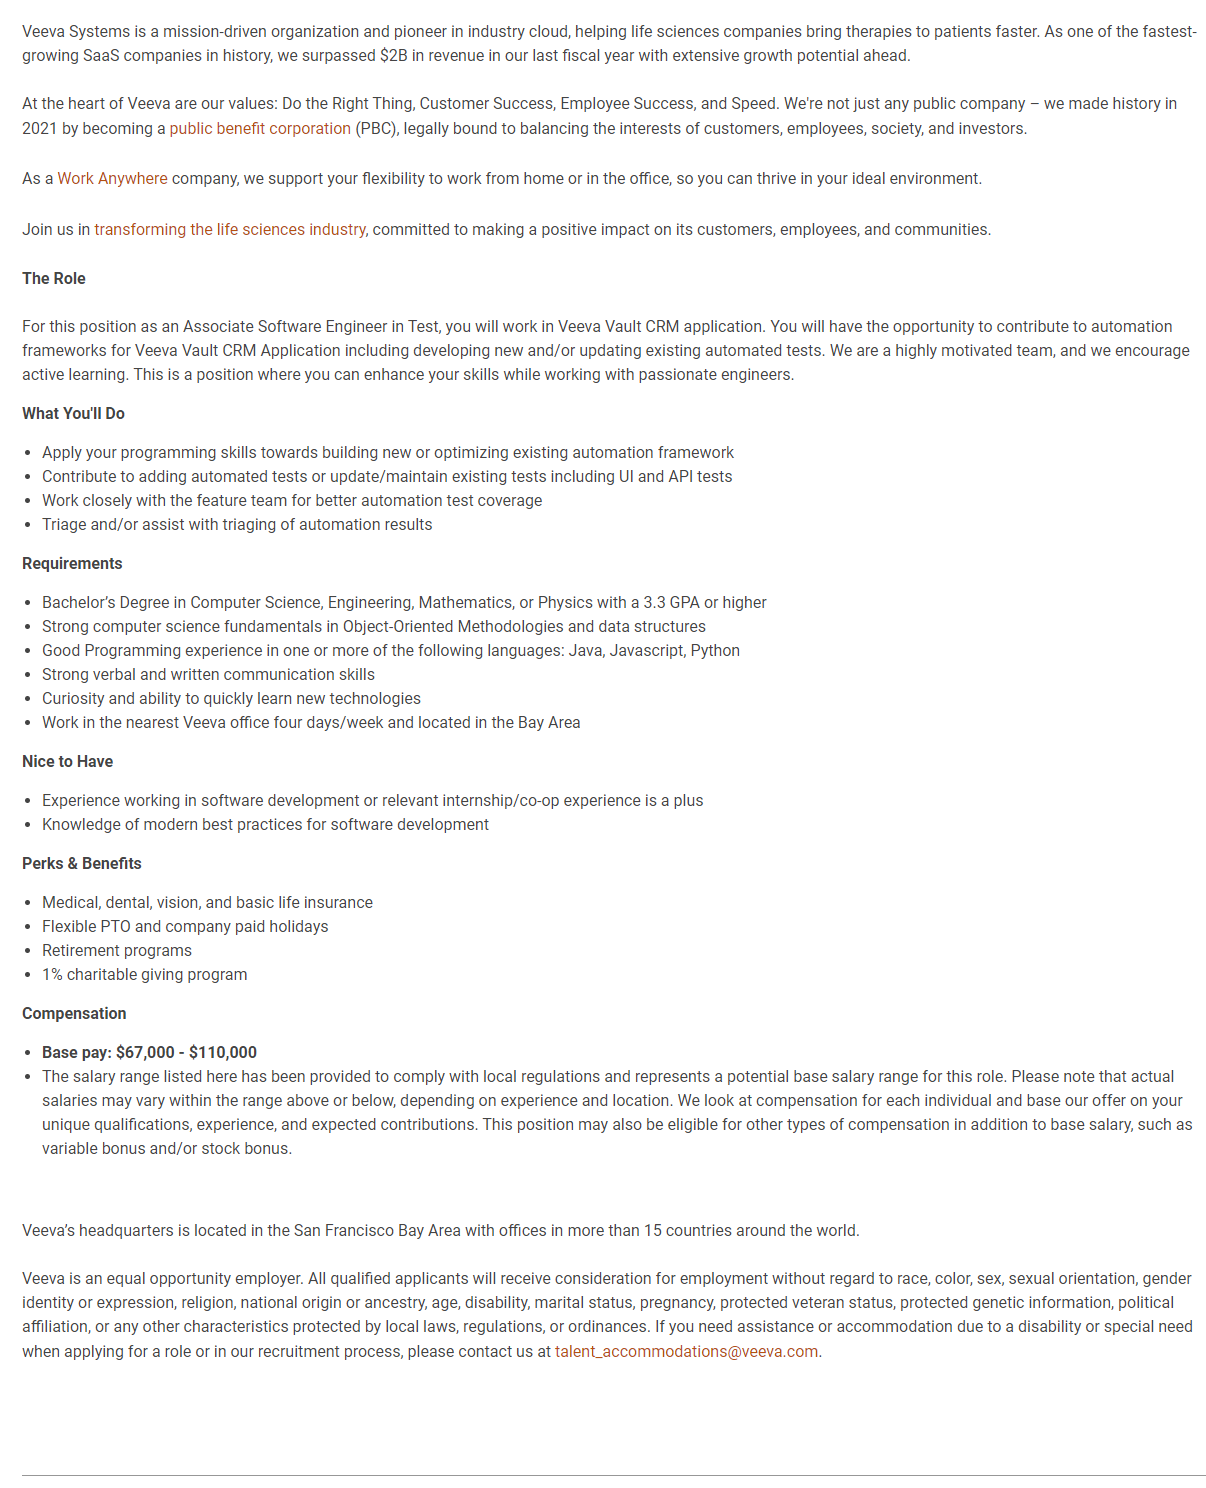 Veeva Systems is a mission-driven organization and pioneer in industry cloud, helping life sciences companies bring therapies to patients faster. As one of the fastest-
growing SaaS companies in history, we surpassed $2B in revenue in our last fiscal year with extensive growth potential ahead.
At the heart of Veeva are our values: Do the Right Thing, Customer Success, Employee Success, and Speed. We're not just any public company – we made history in
2021 by becoming a public benefit corporation (PBC), legally bound to balancing the interests of customers, employees, society, and investors.
As a Work Anywhere company, we support your flexibility to work from home or in the office, so you can thrive in your ideal environment.
Join us in transforming the life sciences industry, committed to making a positive impact on its customers, employees, and communities.
The Role
For this position as an Associate Software Engineer in Test, you will work in Veeva Vault CRM application. You will have the opportunity to contribute to automation
frameworks for Veeva Vault CRM Application including developing new and/or updating existing automated tests. We are a highly motivated team, and we encourage
active learning. This is a position where you can enhance your skills while working with passionate engineers.
What You'll Do
• Apply your programming skills towards building new or optimizing existing automation framework
• Contribute to adding automated tests or update/maintain existing tests including UI and API tests
• Work closely with the feature team for better automation test coverage
• Triage and/or assist with triaging of automation results
Requirements
• Bachelor's Degree in Computer Science, Engineering, Mathematics, or Physics with a 3.3 GPA or higher
• Strong computer science fundamentals in Object-Oriented Methodologies and data structures
• Good Programming experience in one or more of the following languages: Java, Javascript, Python
• Strong verbal and written communication skills
• Curiosity and ability to quickly learn new technologies
• Work in the nearest Veeva office four days/week and located in the Bay Area
Nice to Have
• Experience working in software development or relevant internship/co-op experience is a plus
• Knowledge of modern best practices for software development
Perks & Benefits
• Medical, dental, vision, and basic life insurance
• Flexible PTO and company paid holidays
• Retirement programs
• 1% charitable giving program
Compensation
• Base pay: $67,000 - $110,000
• The salary range listed here has been provided to comply with local regulations and represents a potential base salary range for this role. Please note that actual
salaries may vary within the range above or below, depending on experience and location. We look at compensation for each individual and base our offer on your
unique qualifications, experience, and expected contributions. This position may also be eligible for other types of compensation in addition to base salary, such as
variable bonus and/or stock bonus.
Veeva's headquarters is located in the San Francisco Bay Area with offices in more than 15 countries around the world.
Veeva is an equal opportunity employer. All qualified applicants will receive consideration for employment without regard to race, color, sex, sexual orientation, gender
identity or expression, religion, national origin or ancestry, age, disability, marital status, pregnancy, protected veteran status, protected genetic information, political
affiliation, or any other characteristics protected by local laws, regulations, or ordinances. If you need assistance or accommodation due to a disability or special need
when applying for a role or in our recruitment process, please contact us at talent_accommodations@veeva.com.